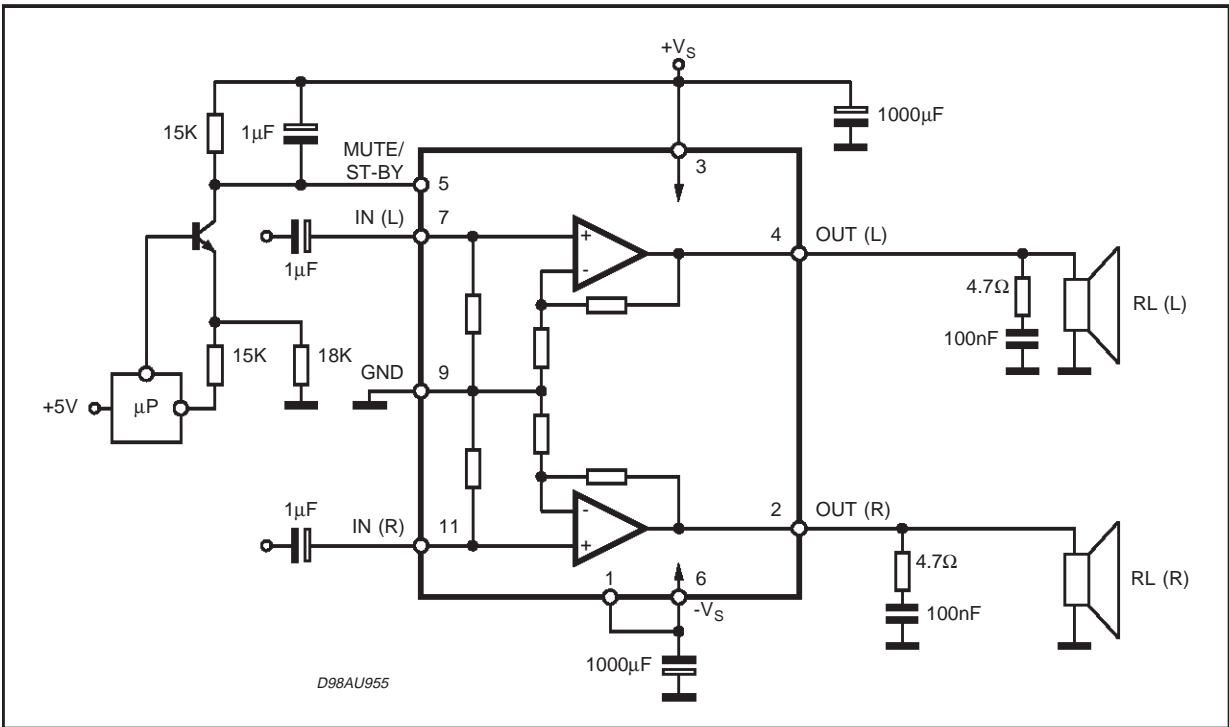 +VS
1000µF
15K
1µF
MUTE/
ST-BY
5
3
IN (L)
7
1µF
+
-
4
OUT (L)
4.7Ω
100nF
RL (L)
15K
18K
GND
9
+5V
µP
1µF
IN (R)
11
-
+
2
OUT (R)
4.7Ω
100nF
RL (R)
1
6
-VS
1000µF
D98AU955